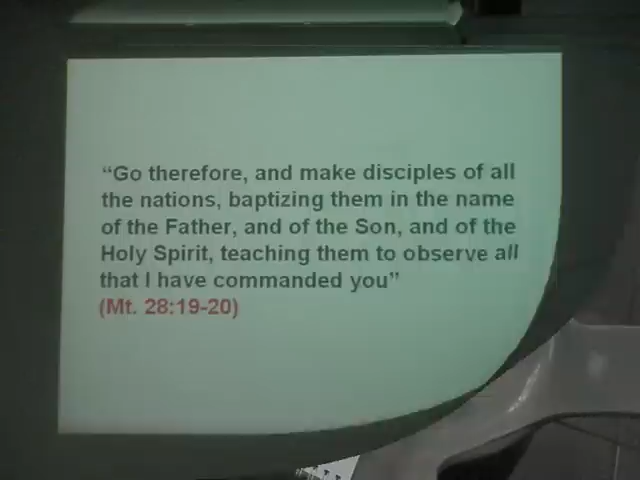 “Go therefore, and make disciples of all
the nations, baptizing them in the name
of the Father, and of the Son, and of the
Holy Spirit, teaching them to observe all
that I have commanded you”
(Mt. 28:19-20)